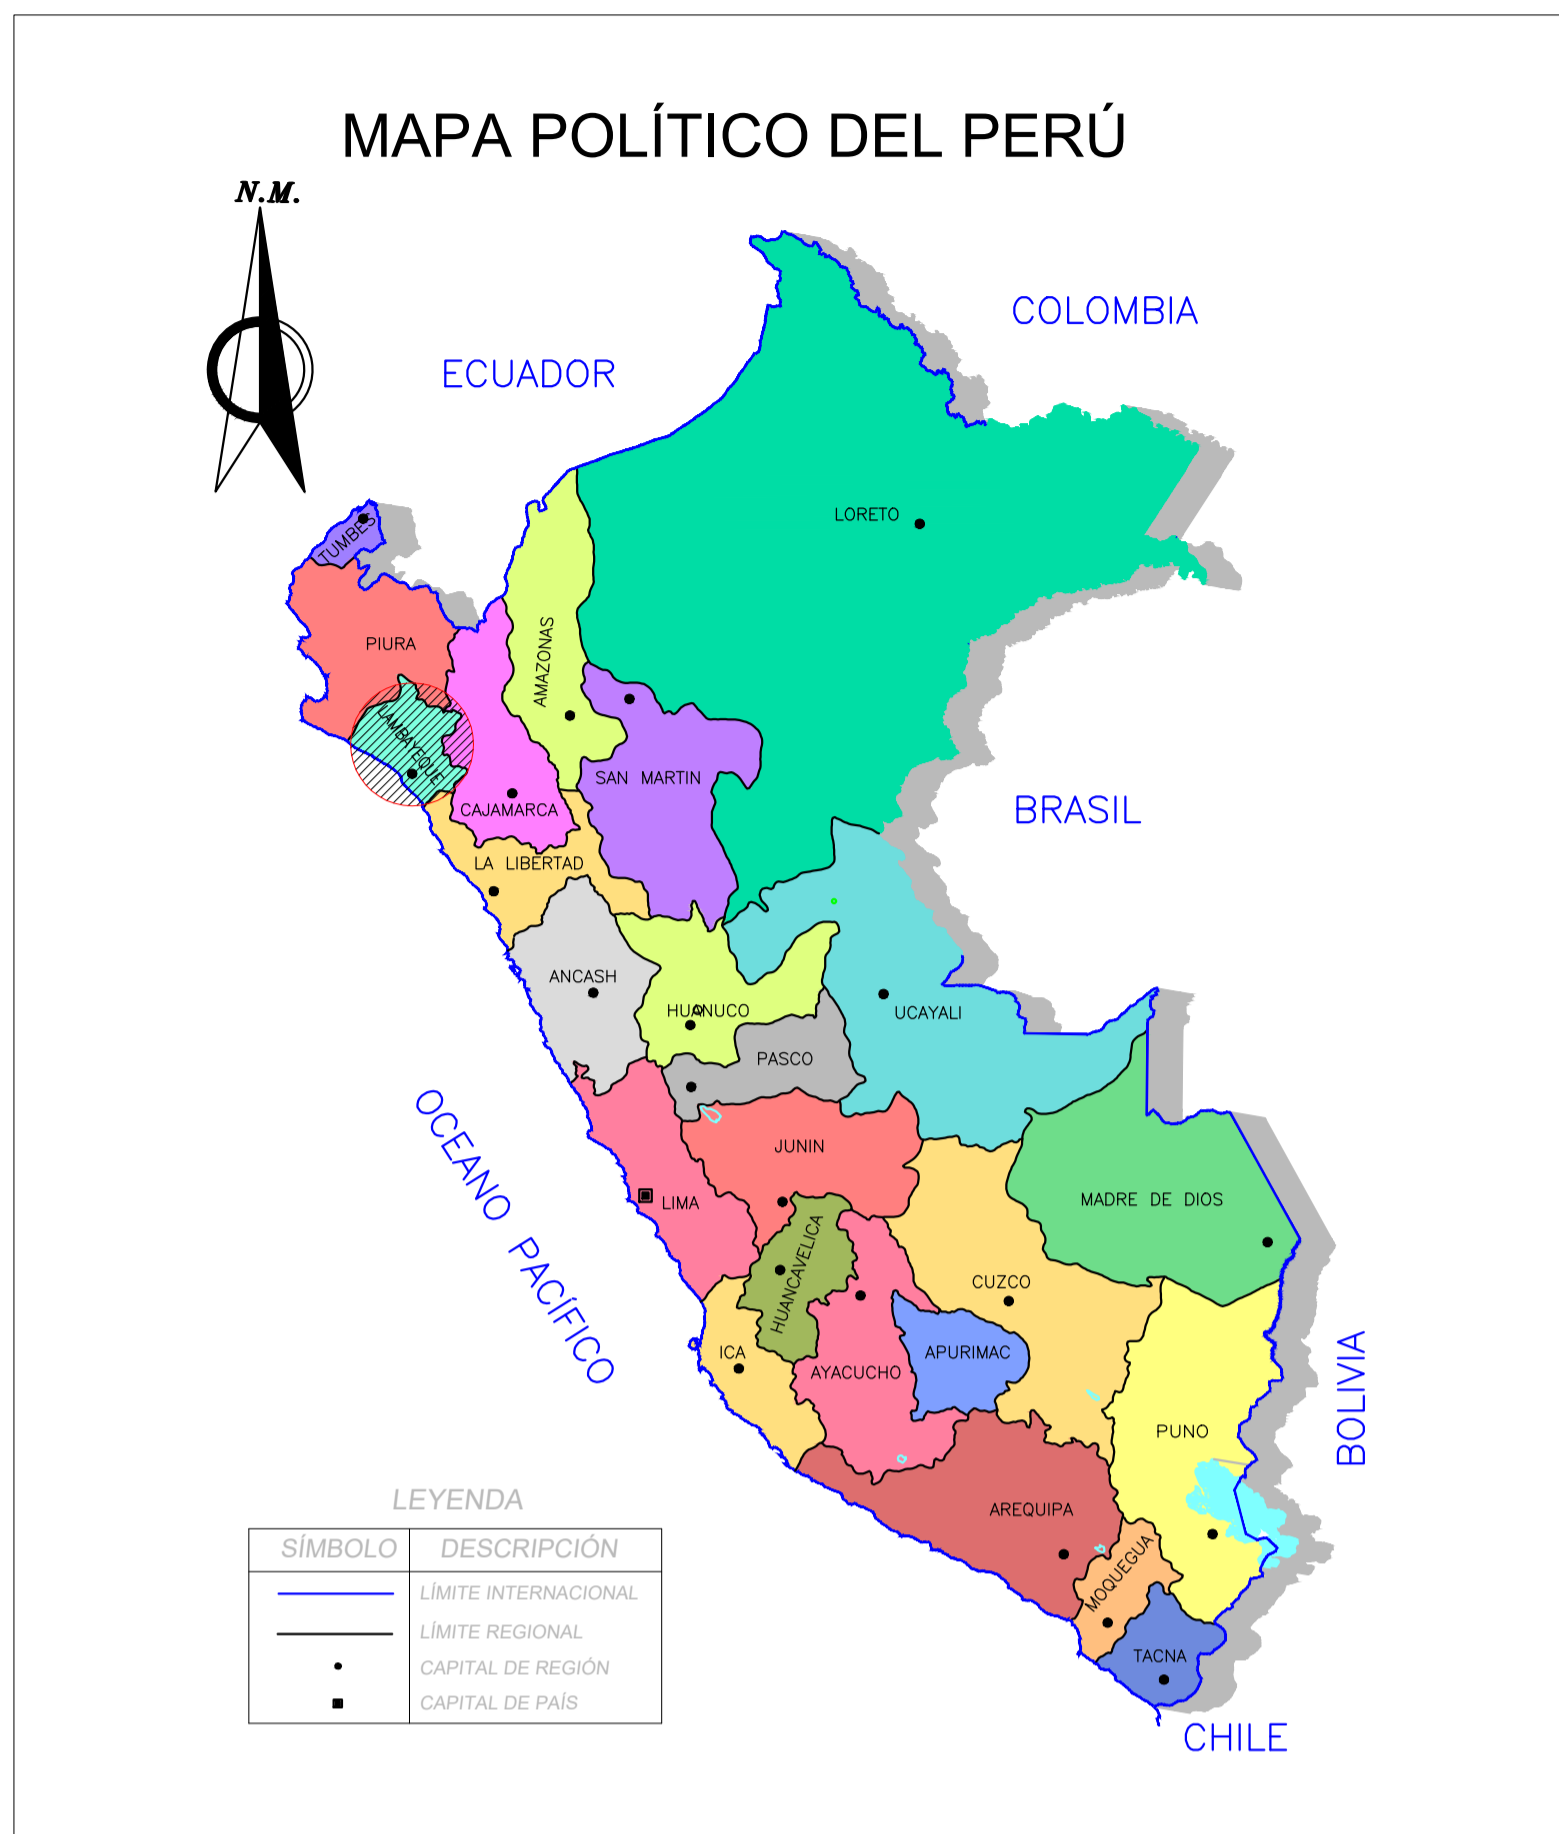 MAPA POLÍTICO DEL PERÚ
N.M.
COLOMBIA
ECUADOR
LORETO
TUMBES
PIURA
AMAZONAS
LAMBAYEQUE
SAN MARTIN
CAJAMARCA
BRASIL
LA LIBERTAD
ANCASH
HUANUCO
UCAYALI
PASCO
OCEANO PACÍFICO
JUNIN
LIMA
MADRE DE DIOS
HUANCAVELICA
CUZCO
ICA
AYACUCHO
APURIMAC
BOLIVIA
PUNO
AREQUIPA
MOQUEGUA
TACNA
CHILE
LEYENDA
SÍMBOLO DESCRIPCIÓN
LÍMITE INTERNACIONAL
LÍMITE REGIONAL
CAPITAL DE REGIÓN
CAPITAL DE PAÍS